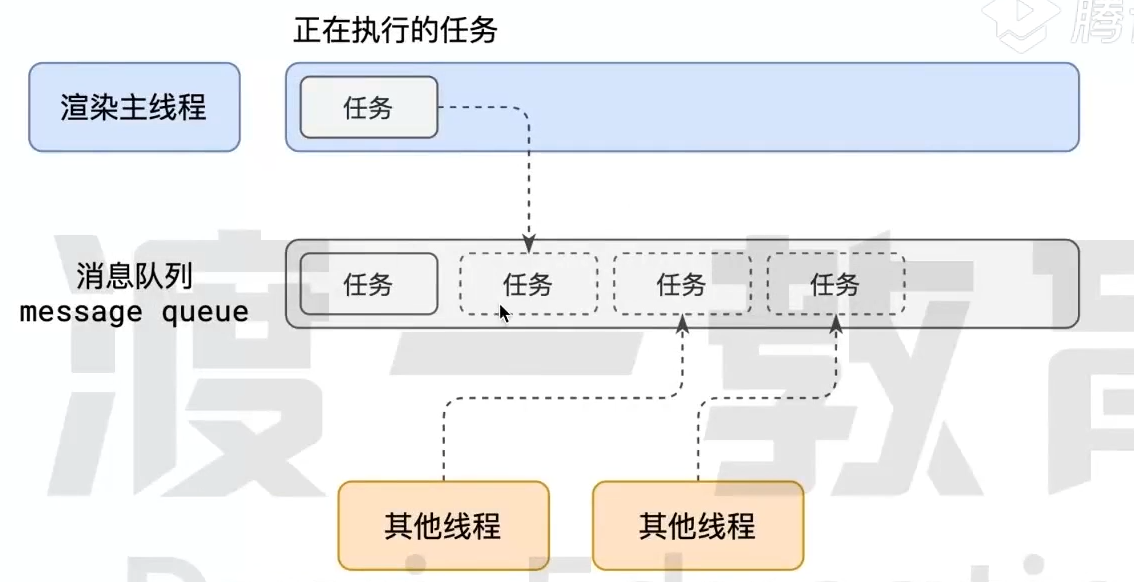 正在执行的任务
腾
渲染主线程
任务
消息队列
message queue
任务
任务
任务
任务
渡一教育
其他线程
其他线程